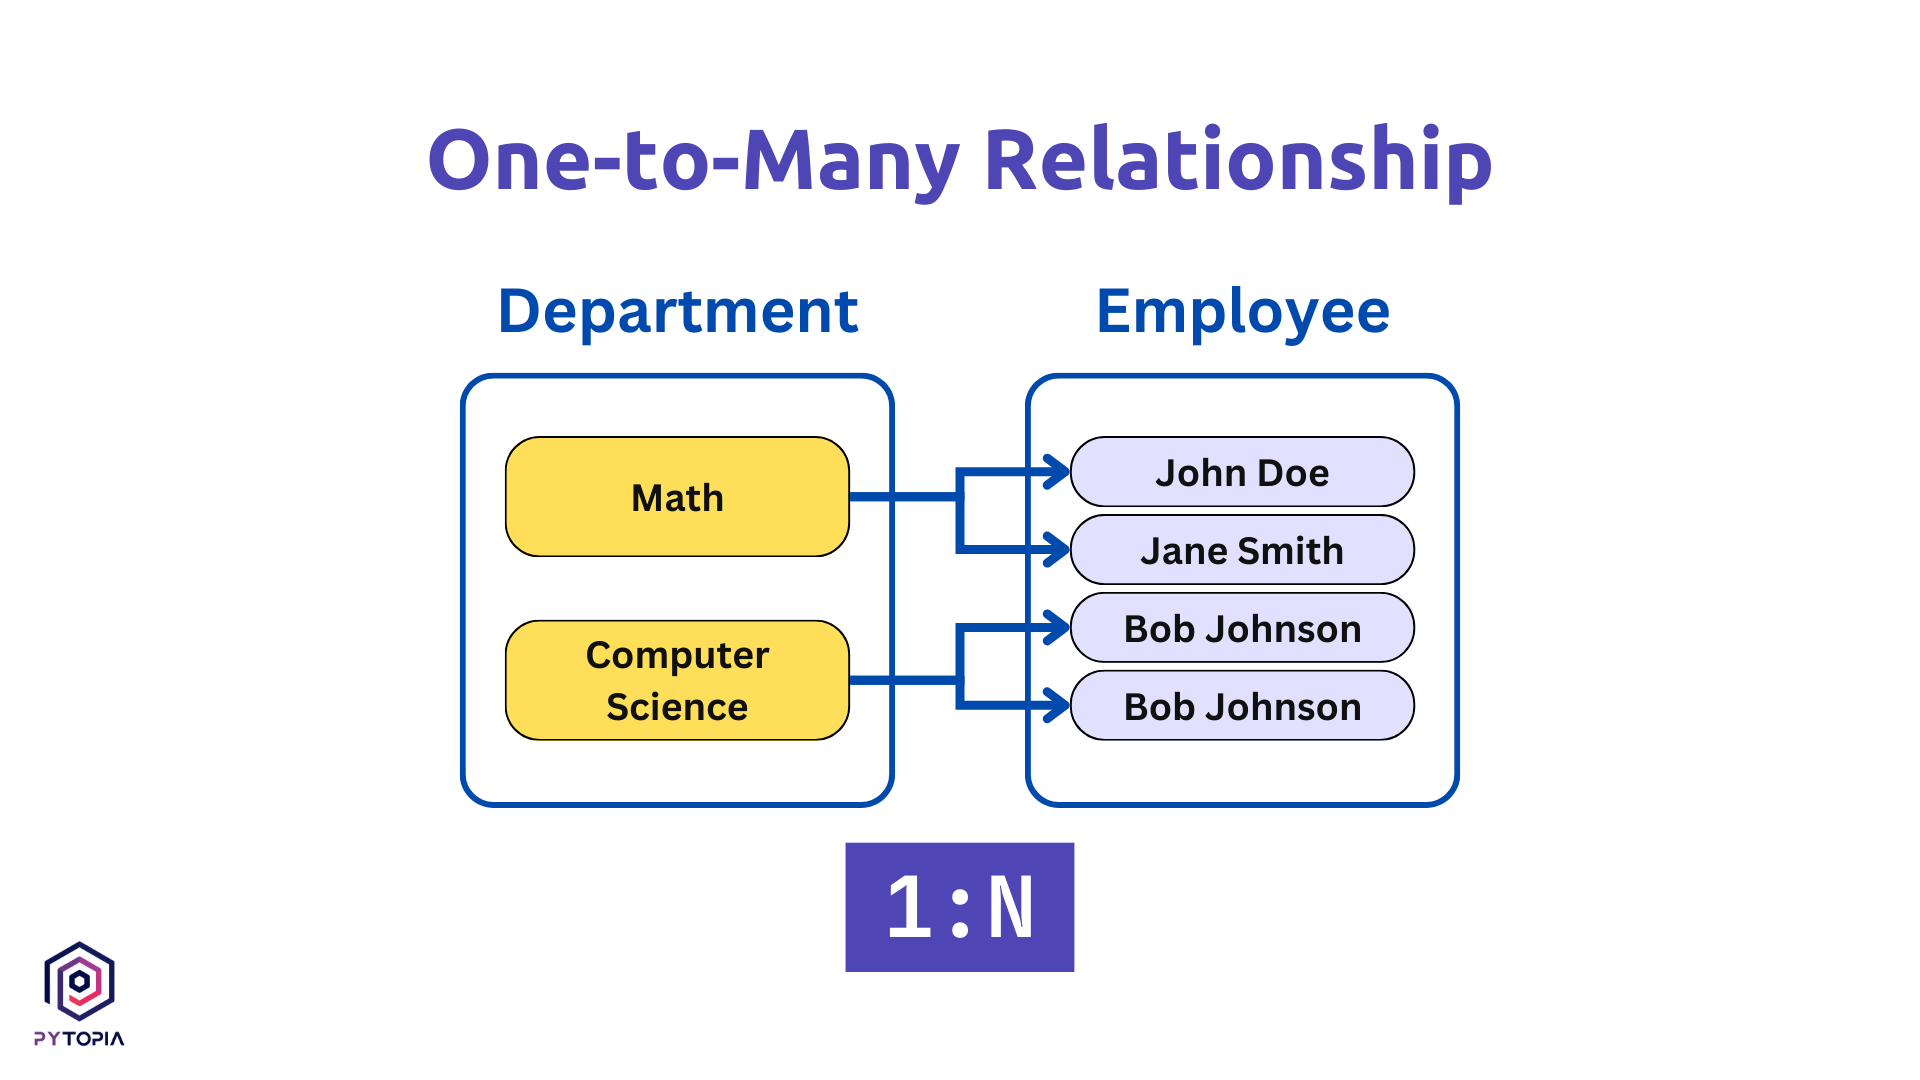 One-to-Many Relationship
Department
Employee
Math
Computer
Science
John Doe
Jane Smith
Bob Johnson
Bob Johnson
1:N
PYTOPIA